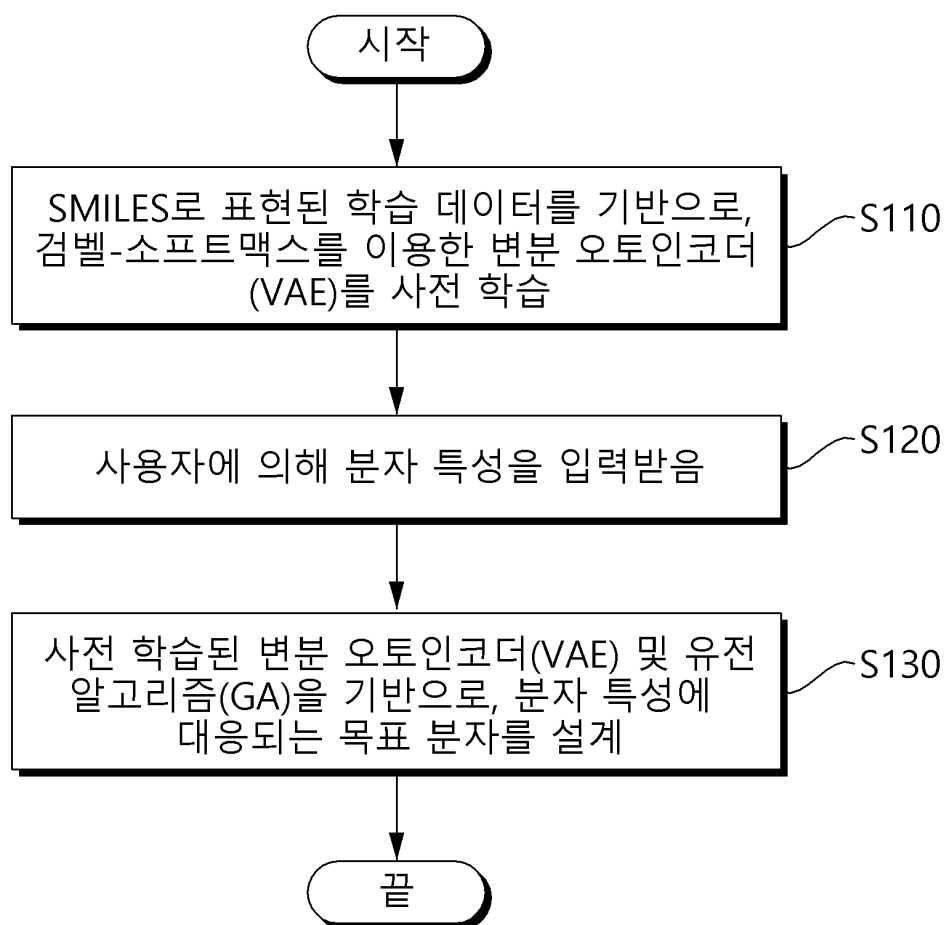 시작
SMILES로 표현된 학습 데이터를 기반으로,
검벨-소프트맥스를 이용한 변분 오토인코더
(VAE)를 사전 학습
S110
사용자에 의해 분자 특성을 입력받음
S120
사전 학습된 변분 오토인코더(VAE) 및 유전
알고리즘(GA)을 기반으로, 분자 특성에
대응되는 목표 분자를 설계
S130
끝